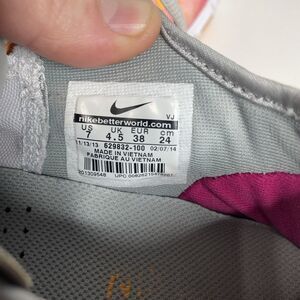 nikebetterworld.com
VJ
US UK EUR cm
7 4.5 38 24
11/13/13 629832-100 02/07/14
MADE IN VIETNAM
FABRIQUE AU VIETNAM